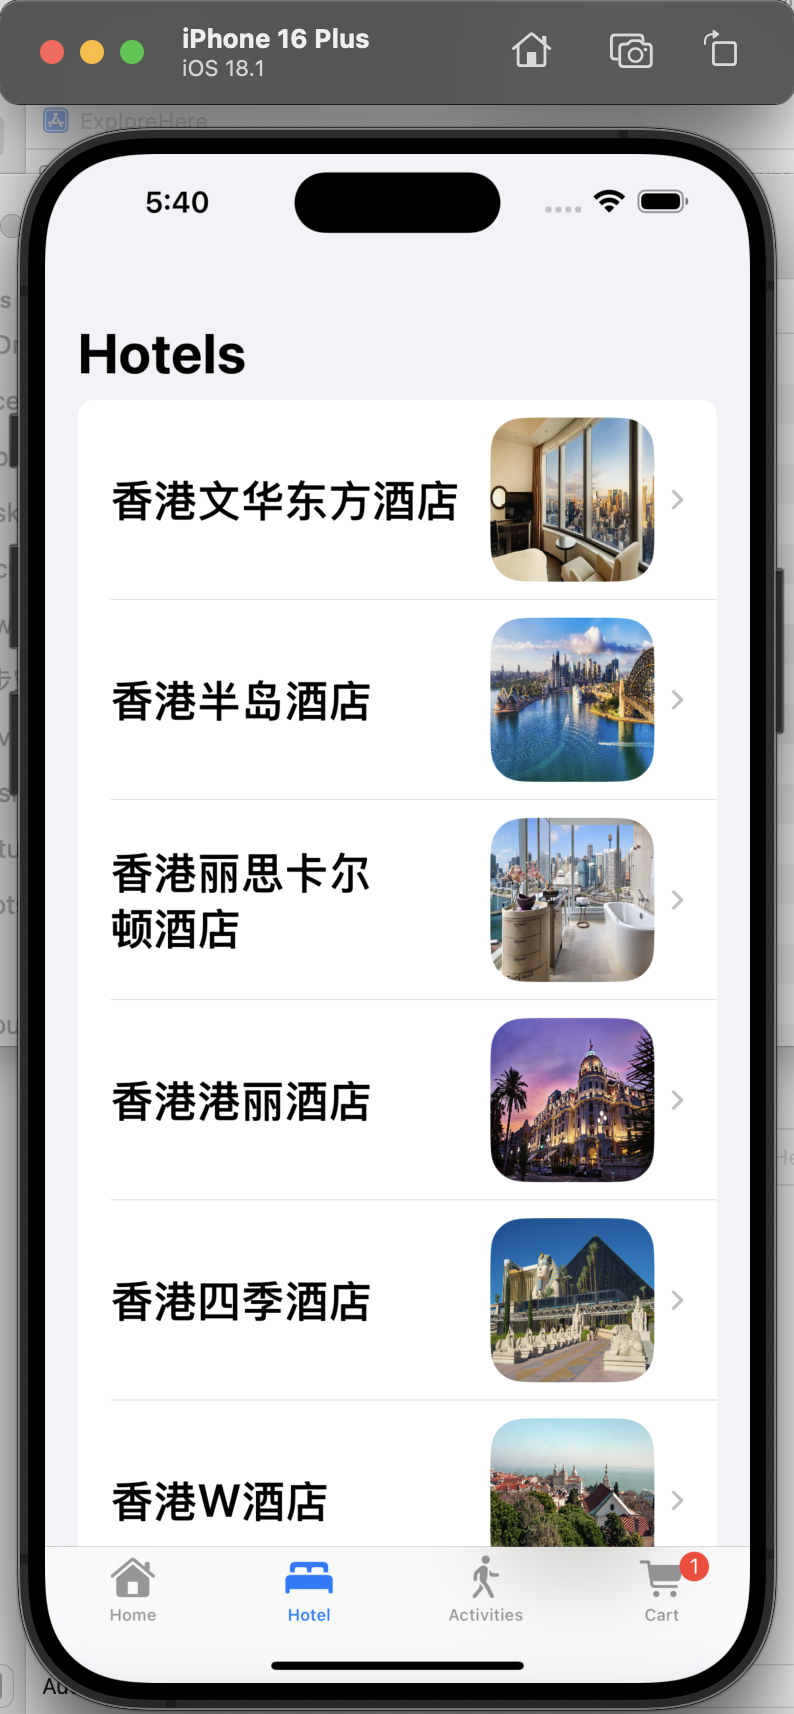 iPhone 16 Plus
iOS 18.1
ExploreHere
5:40
Hotels
香港文华东方酒店
香港半岛酒店
香港丽思卡尔
顿酒店
香港港丽酒店
香港四季酒店
香港W酒店
1
Home
Hotel
Activities
Cart